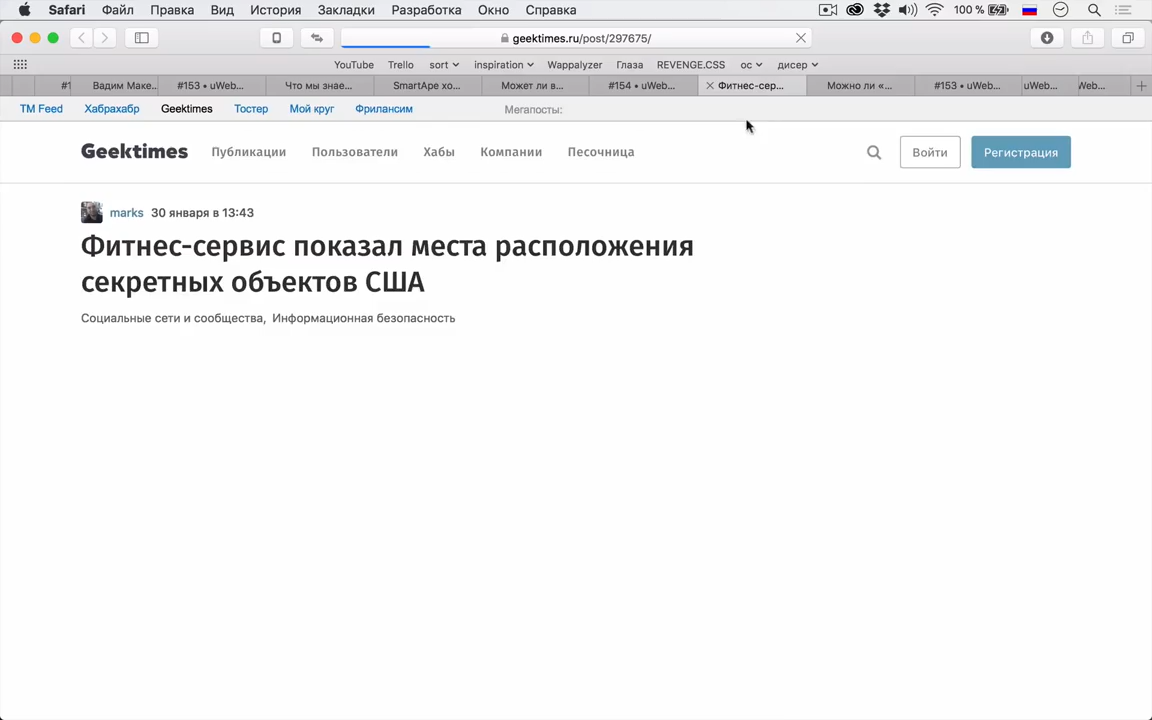 Safari Файл Правка Вид История Закладки Разработка Окно Справка 100 %
geektimes.ru/post/297675/
YouTube Trello sort inspiration Wappalyzer Глаза REVENGE.CSS ос дисер
#1 Вадим Маке... #153 • uWeb... Что мы знае... SmartApe хо... Может ли в... #154 • uWeb... Фитнес-сер... Можно ли «... #153 • uWeb... uWeb... Web...
TM Feed Хабрахабр Geektimes Тостер Мой круг Фрилансим Мегапосты:
Geektimes Публикации Пользователи Хабы Компании Песочница Войти Регистрация
marks 30 января в 13:43
Фитнес-сервис показал места расположения
секретных объектов США
Социальные сети и сообщества, Информационная безопасность